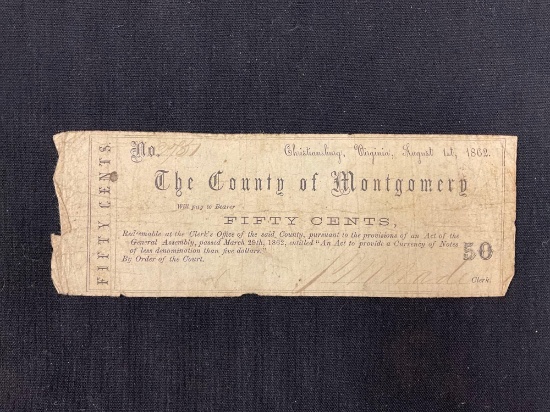 FIFTY CENTS.
No. 781
Christiansburg, Virginia, August 1st, 1862.
The County of Montgomery
Will pay to Bearer
FIFTY CENTS,
Redeemable at the Clerk's Office of the said County, pursuant to the provisions of an Act of the
General Assembly, passed March 29th, 1862, entitled "An Act to provide a Currency of Notes
of less denomination than five dollars."
By Order of the Court.
50
Clerk.